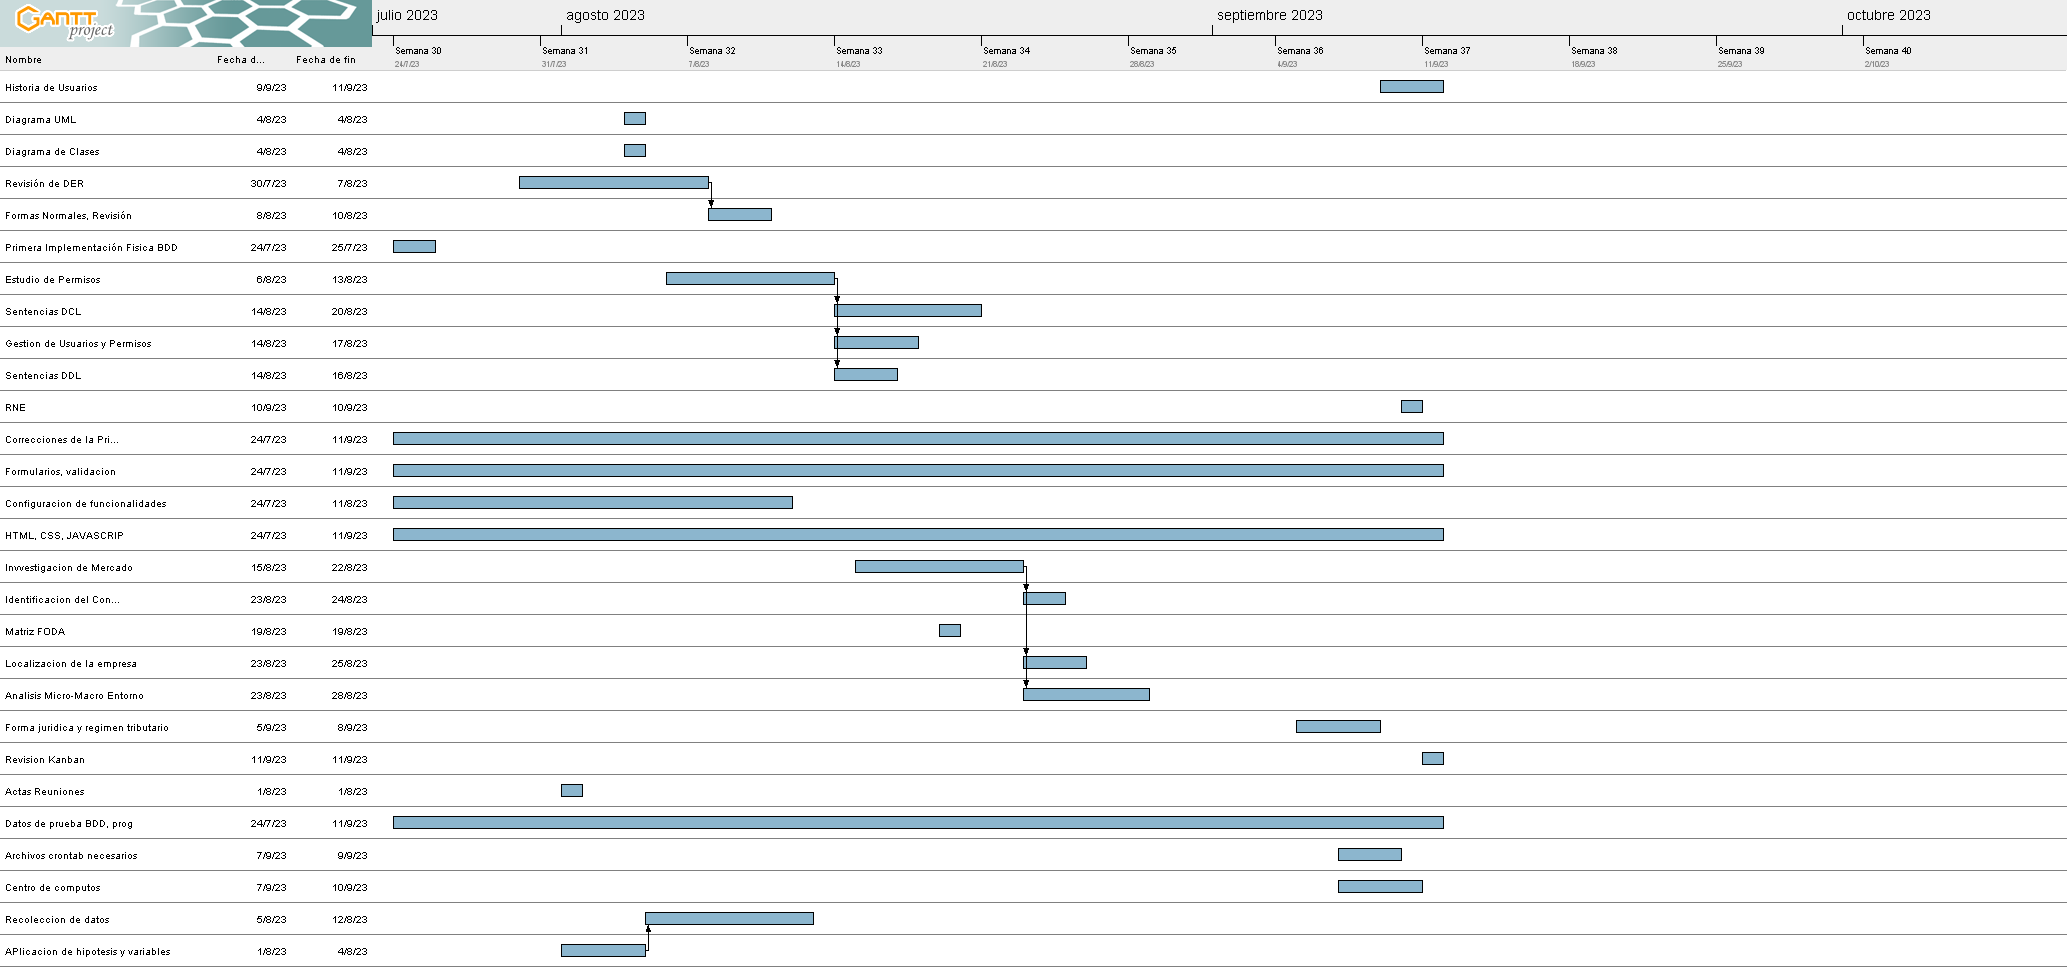 GANTT
project
julio 2023 agosto 2023 septiembre 2023 octubre 2023
Nombre Fecha d... Fecha de fin
Semana 30 Semana 31 Semana 32 Semana 33 Semana 34 Semana 35 Semana 36 Semana 37 Semana 38 Semana 39 Semana 40
24/7/23 31/7/23 7/8/23 14/8/23 21/8/23 28/8/23 4/9/23 11/9/23 18/9/23 25/9/23 2/10/23
Historia de Usuarios 9/9/23 11/9/23
Diagrama UML 4/8/23 4/8/23
Diagrama de Clases 4/8/23 4/8/23
Revisión de DER 30/7/23 7/8/23
Formas Normales, Revisión 8/8/23 10/8/23
Primera Implementación Fisica BDD 24/7/23 25/7/23
Estudio de Permisos 6/8/23 13/8/23
Sentencias DCL 14/8/23 20/8/23
Gestion de Usuarios y Permisos 14/8/23 17/8/23
Sentencias DDL 14/8/23 16/8/23
RNE 10/9/23 10/9/23
Correcciones de la Pri... 24/7/23 11/9/23
Formularios, validacion 24/7/23 11/9/23
Configuracion de funcionalidades 24/7/23 11/8/23
HTML, CSS, JAVASCRIP 24/7/23 11/9/23
Invvestigacion de Mercado 15/8/23 22/8/23
Identificacion del Con... 23/8/23 24/8/23
Matriz FODA 19/8/23 19/8/23
Localizacion de la empresa 23/8/23 25/8/23
Analisis Micro-Macro Entorno 23/8/23 28/8/23
Forma juridica y regimen tributario 5/9/23 8/9/23
Revision Kanban 11/9/23 11/9/23
Actas Reuniones 1/8/23 1/8/23
Datos de prueba BDD, prog 24/7/23 11/9/23
Archivos crontab necesarios 7/9/23 9/9/23
Centro de computos 7/9/23 10/9/23
Recoleccion de datos 5/8/23 12/8/23
APlicacion de hipotesis y variables 1/8/23 4/8/23